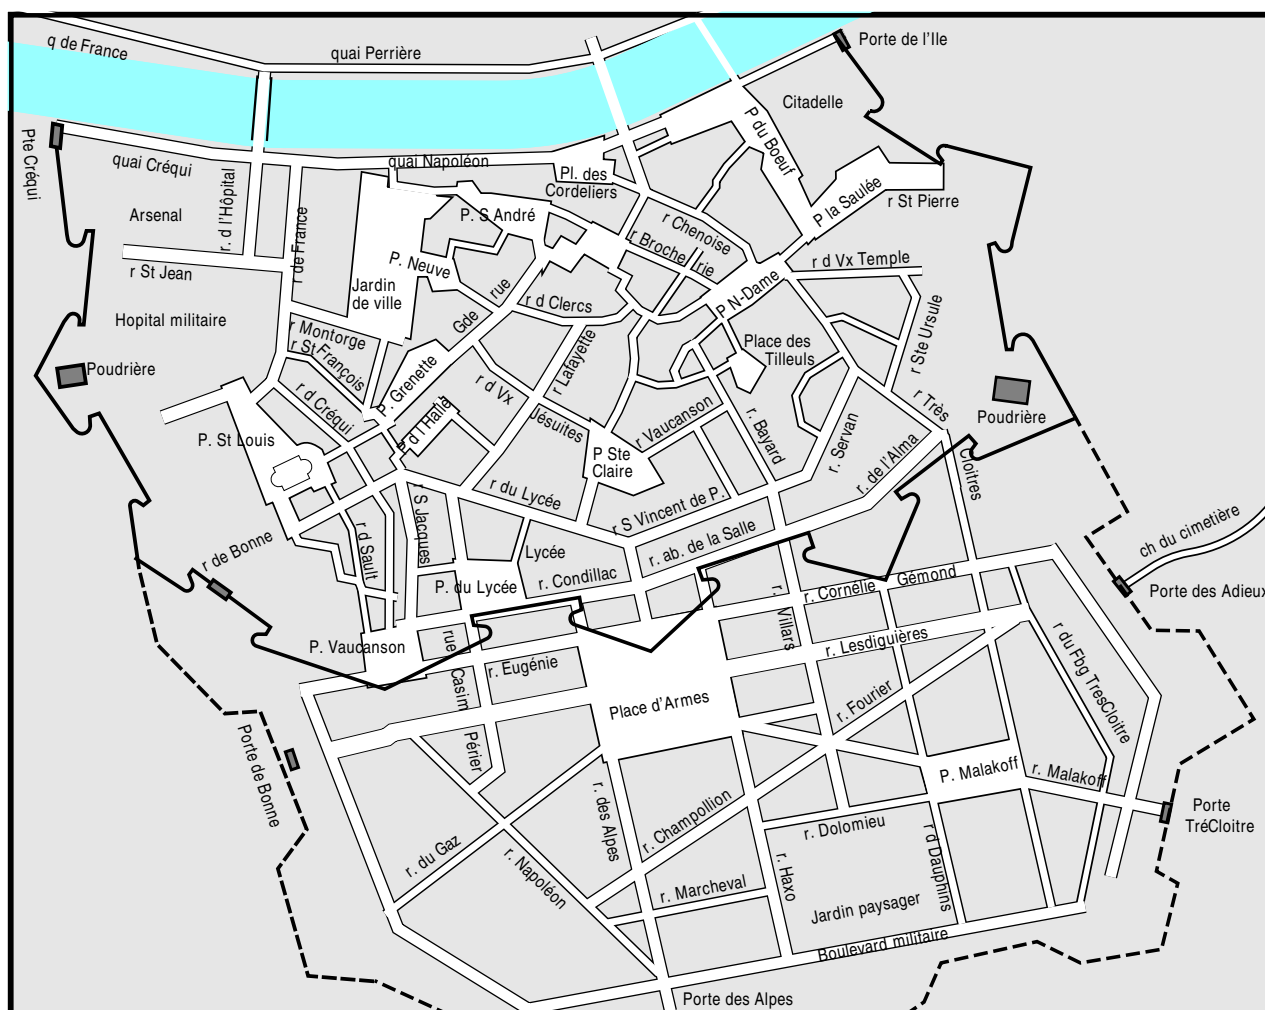 q de France
quai Perrière
Porte de l'Ile
Citadelle
Pte Créqui
quai Créqui
quai Napoléon
P du Boeuf
Pl. des
Cordeliers
r. d l'Hôpital
Arsenal
r de France
P. S André
r Chenoise
P la Saulée
r St Pierre
r Brocherie
r St Jean
P. Neuve
r d Vx Temple
Jardin
de ville
Gde rue
r d Clercs
P N-Dame
Hopital militaire
r Montorge
r St François
Place des
Tilleuls
r Ste Ursule
Poudrière
P. Grenette
r Lafayette
r d Vx
Jésuites
r d Créqui
P d l Halle
r Vaucanson
r. Bayard
r. Servan
r Très
Cloitres
Poudrière
P. St Louis
P Ste
Claire
r. de l'Alma
r du Lycée
r S Vincent de P.
r S Jacques
r d Sault
r de Bonne
Lycée
r. ab. de la Salle
ch du cimetière
P. du Lycée
r. Condillac
r. Villars
r. Cornélie Gémond
Porte des Adieux
P. Vaucanson
rue Casim Périer
r. Eugénie
r. Lesdiguières
r du Fbg TresCloitre
Place d'Armes
r. Fourier
Porte de Bonne
P. Malakoff
r. Malakoff
r. des Alpes
r. Champollion
r. Dolomieu
Porte
TréCloitre
r. du Gaz
r. Napoléon
r. Marcheval
r. Haxo
r d Dauphins
Jardin paysager
Boulevard militaire
Porte des Alpes